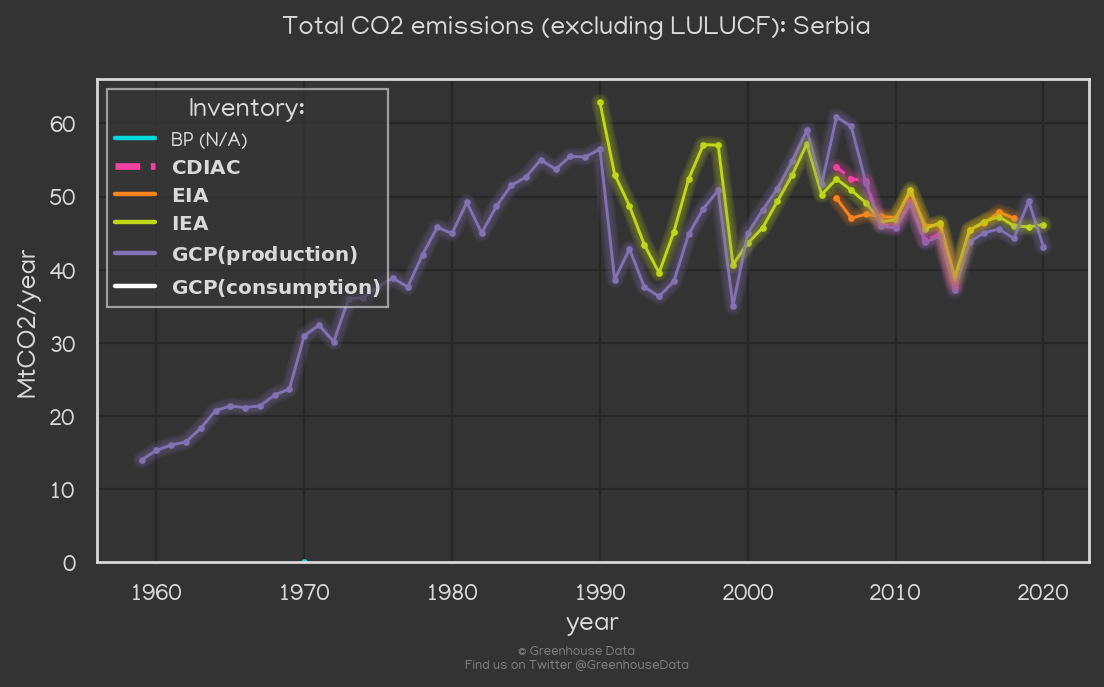 Total CO2 emissions (excluding LULUCF): Serbia
Inventory:
BP (N/A)
CDIAC
EIA
IEA
GCP(production)
GCP(consumption)
MtCO2/year
60
50
40
30
20
10
0
1960 1970 1980 1990 2000 2010 2020
year
© Greenhouse Data
Find us on Twitter @GreenhouseData